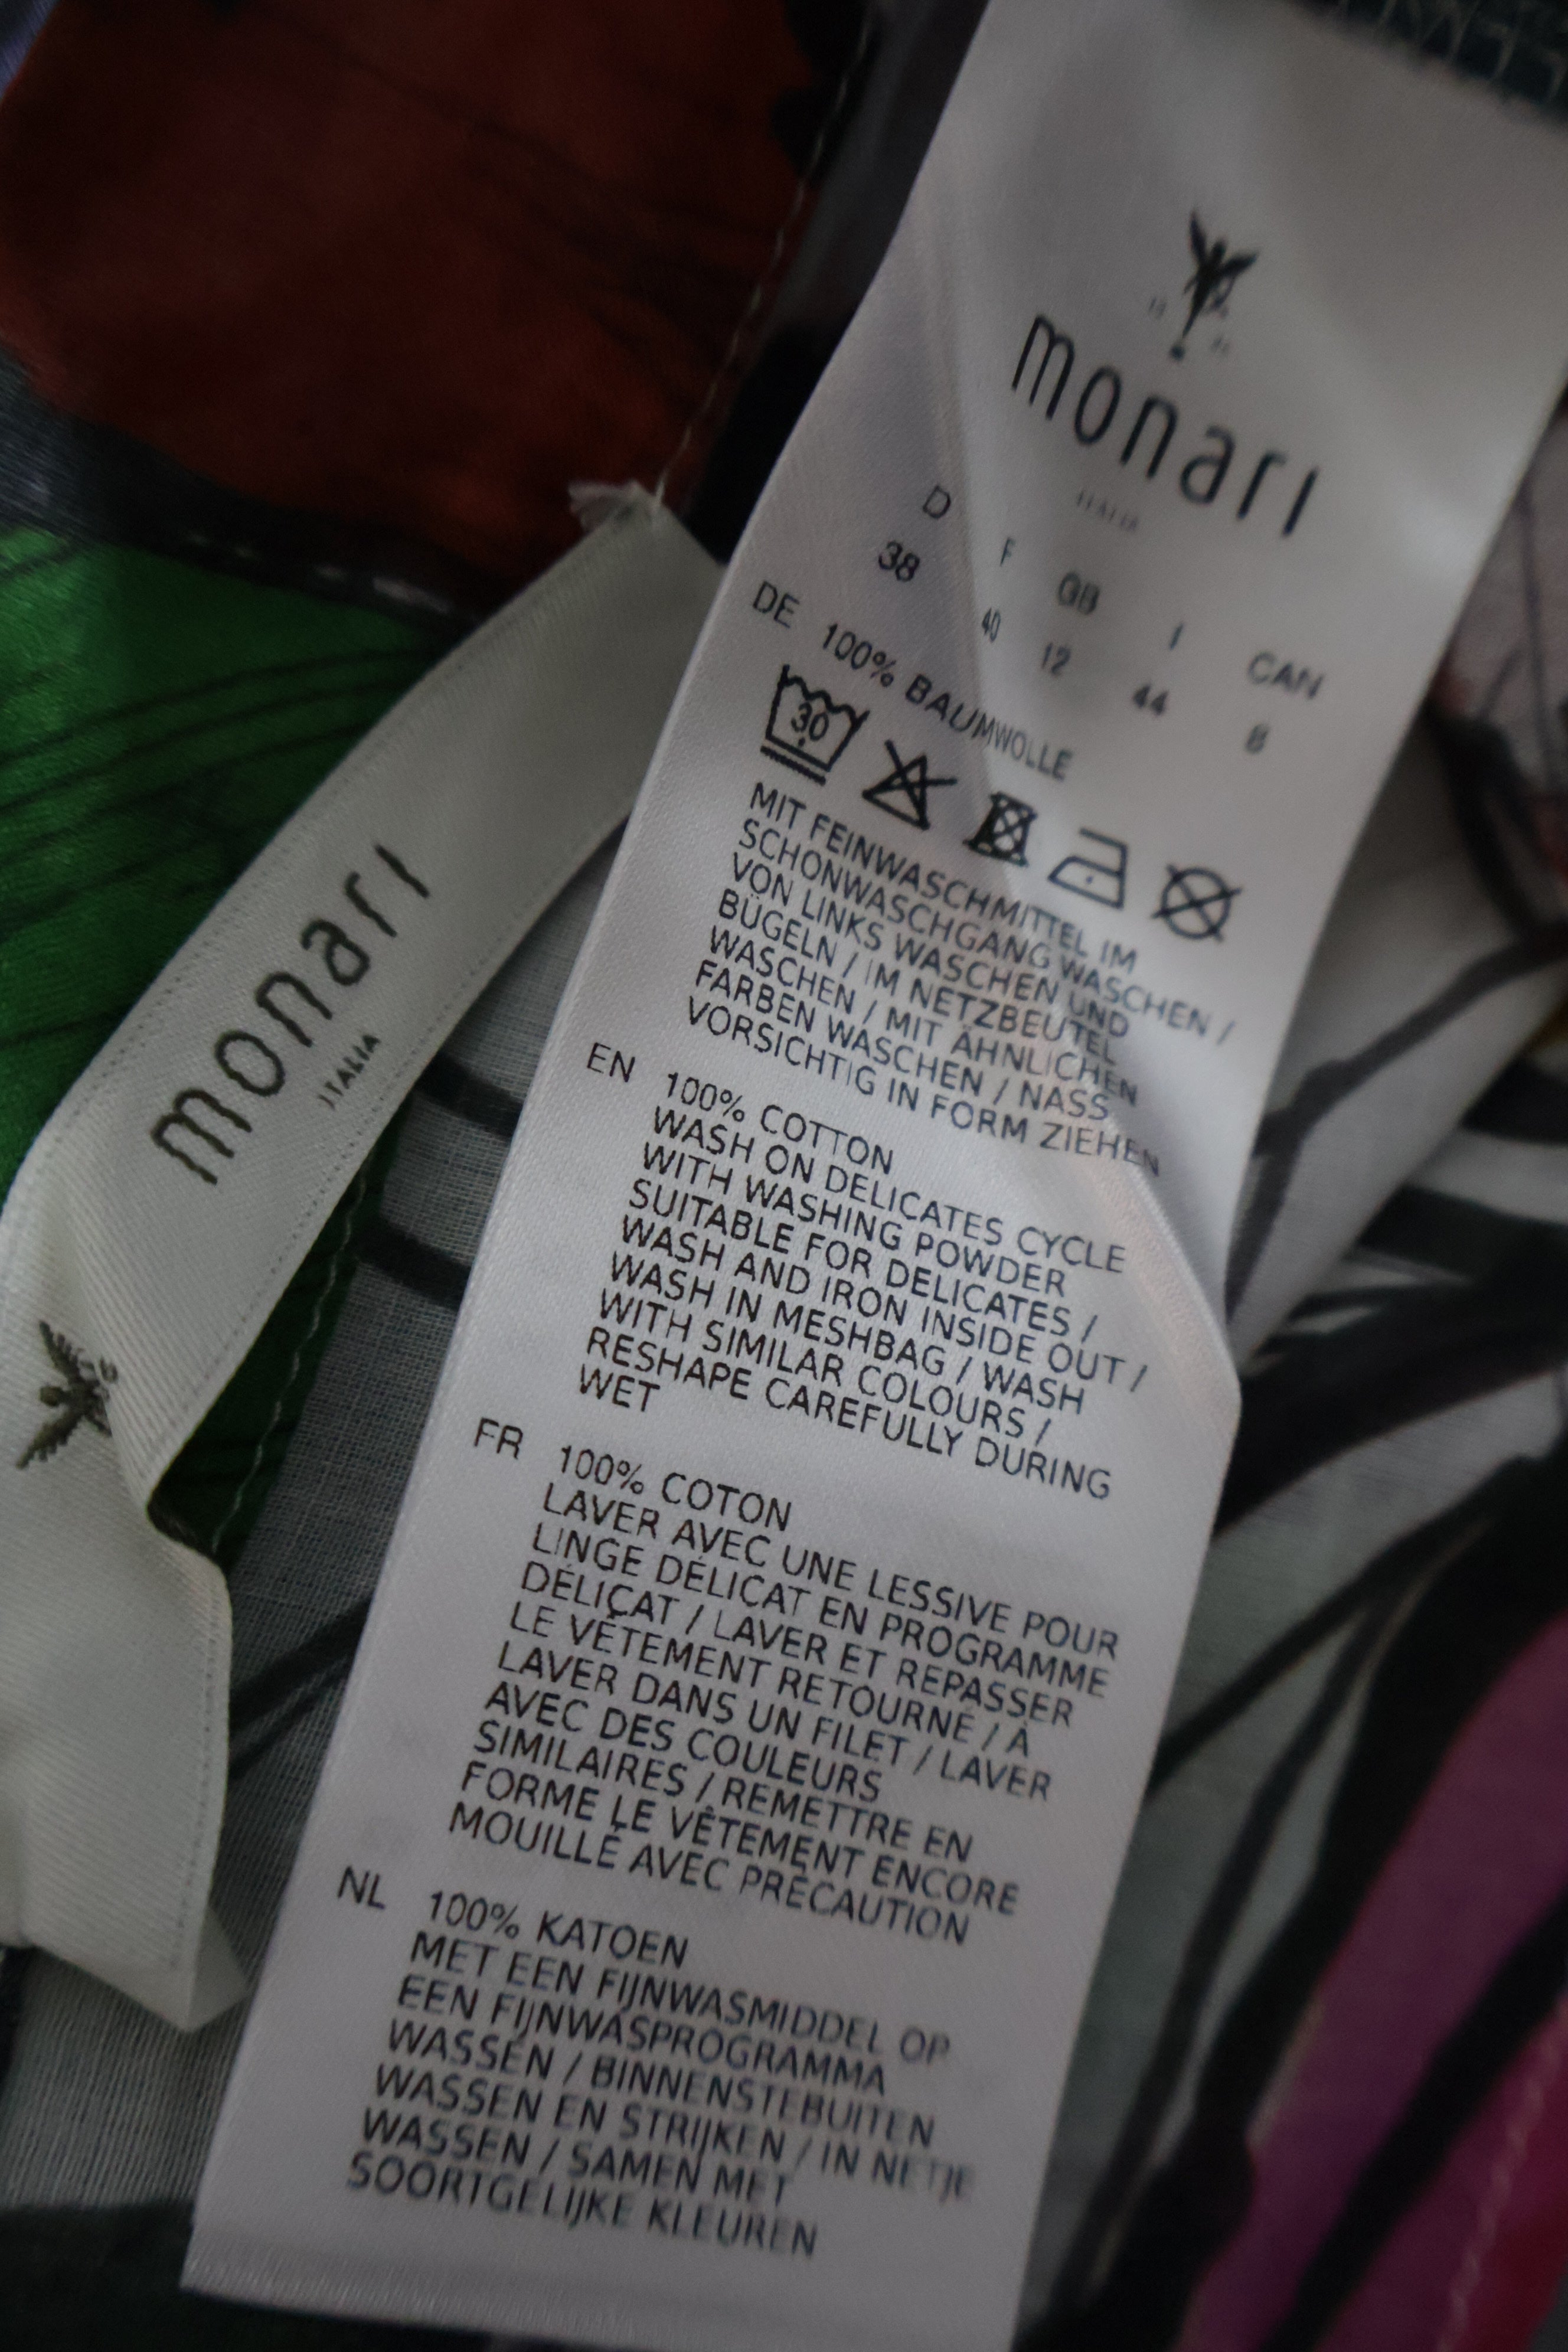 monari
ITALIA
D F GB I CAN
38 40 12 44 8
DE 100% BAUMWOLLE
30
MIT FEINWASCHMITTEL IM
SCHONWASCHGANG WASCHEN /
VON LINKS WASCHEN UND
BÜGELN / IM NETZBEUTEL
WASCHEN / MIT ÄHNLICHEN
FARBEN WASCHEN / NASS
VORSICHTIG IN FORM ZIEHEN
EN 100% COTTON
WASH ON DELICATES CYCLE
WITH WASHING POWDER
SUITABLE FOR DELICATES /
WASH AND IRON INSIDE OUT /
WASH IN MESHBAG / WASH
WITH SIMILAR COLOURS /
RESHAPE CAREFULLY DURING
WET
FR 100% COTON
LAVER AVEC UNE LESSIVE POUR
LINGE DÉLICAT EN PROGRAMME
DÉLICAT / LAVER ET REPASSER
LE VÊTEMENT RETOURNÉ / À
LAVER DANS UN FILET / LAVER
AVEC DES COULEURS
SIMILAIRES / REMETTRE EN
FORME LE VÊTEMENT ENCORE
MOUILLÉ AVEC PRÉCAUTION
NL 100% KATOEN
MET EEN FIJNWASMIDDEL OP
EEN FIJNWASPROGRAMMA
WASSEN / BINNENSTEBUITEN
WASSEN EN STRIJKEN / IN NETJE
WASSEN / SAMEN MET
SOORTGELIJKE KLEUREN
monari
ITALIA